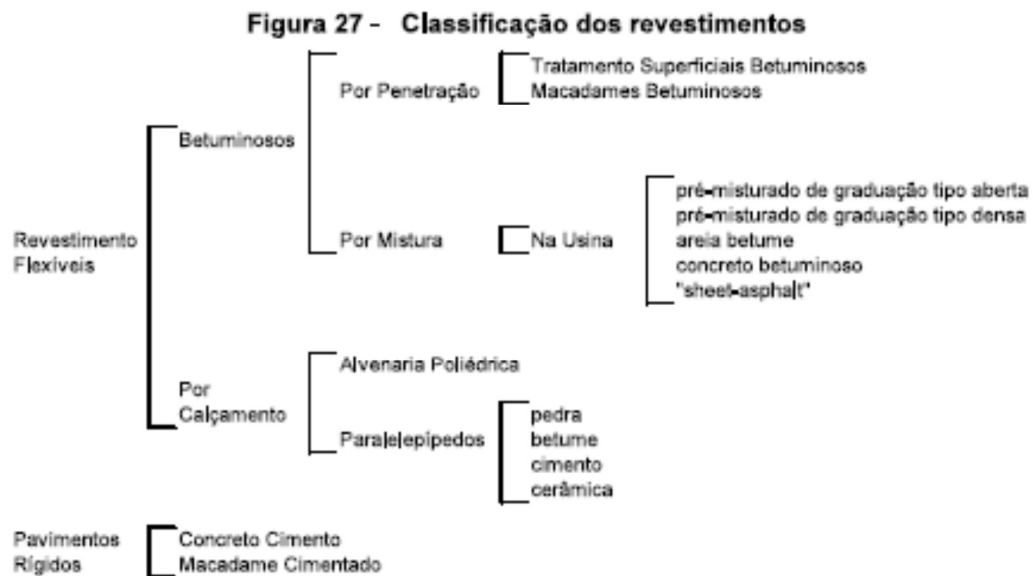 Figura 27 - Classificação dos revestimentos
Tratamento Superficiais Betuminosos
Por Penetração
Macadames Betuminosos
Betuminosos
pré-misturado de graduação tipo aberta
pré-misturado de graduação tipo densa
Revestimento
Flexíveis
Por Mistura
Na Usina
areia betume
concreto betuminoso
"sheet-asphalt"
Alvenaria Poliédrica
Por
Calçamento
pedra
Paralelepipedos
betume
cimento
cerâmica
Pavimentos
Rígidos
Concreto Cimento
Macadame Cimentado